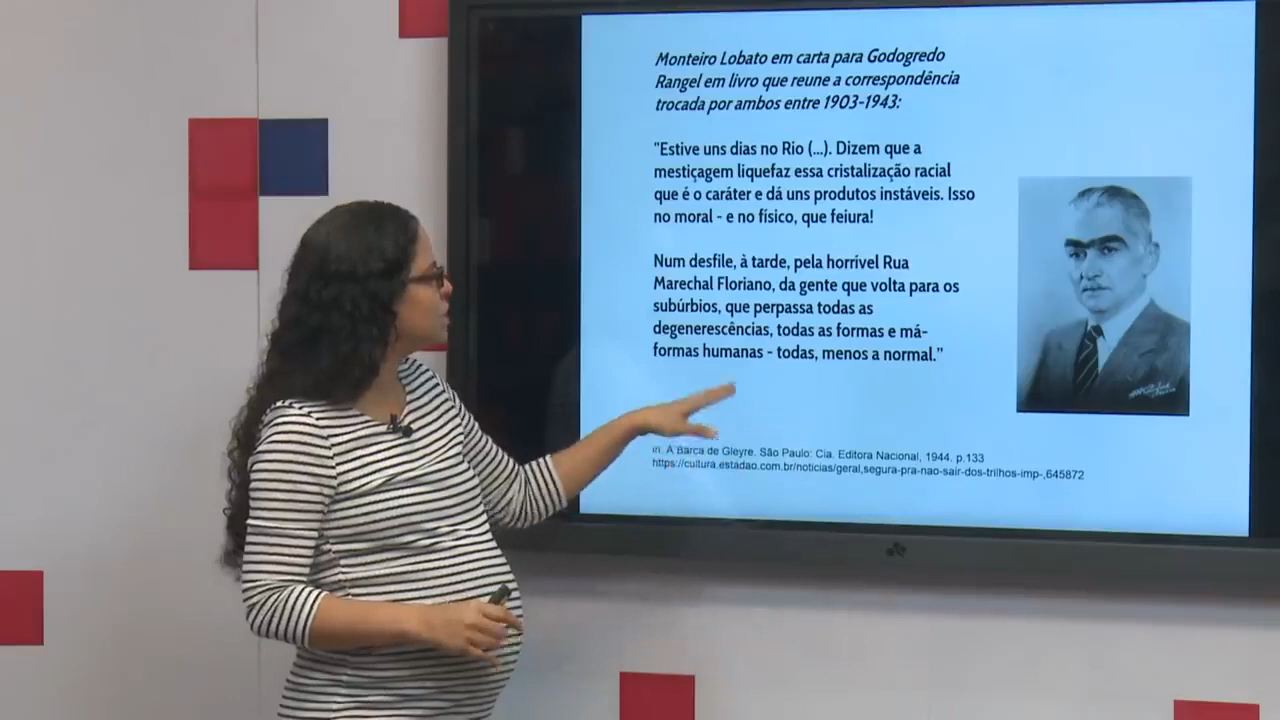 Monteiro Lobato em carta para Godogredo
Rangel em livro que reune a correspondência
trocada por ambos entre 1903-1943:
"Estive uns dias no Rio (...). Dizem que a
mestiçagem liquefaz essa cristalização racial
que é o caráter e dá uns produtos instáveis. Isso
no moral - e no físico, que feiura!
Num desfile, à tarde, pela horrível Rua
Marechal Floriano, da gente que volta para os
subúrbios, que perpassa todas as
degenerescências, todas as formas e má-
formas humanas - todas, menos a normal."
in. A Barca de Gleyre. São Paulo: Cia. Editora Nacional, 1944. p.133
https://cultura.estadao.com.br/noticias/geral,segura-pra-nao-sair-dos-trilhos-imp-,645872